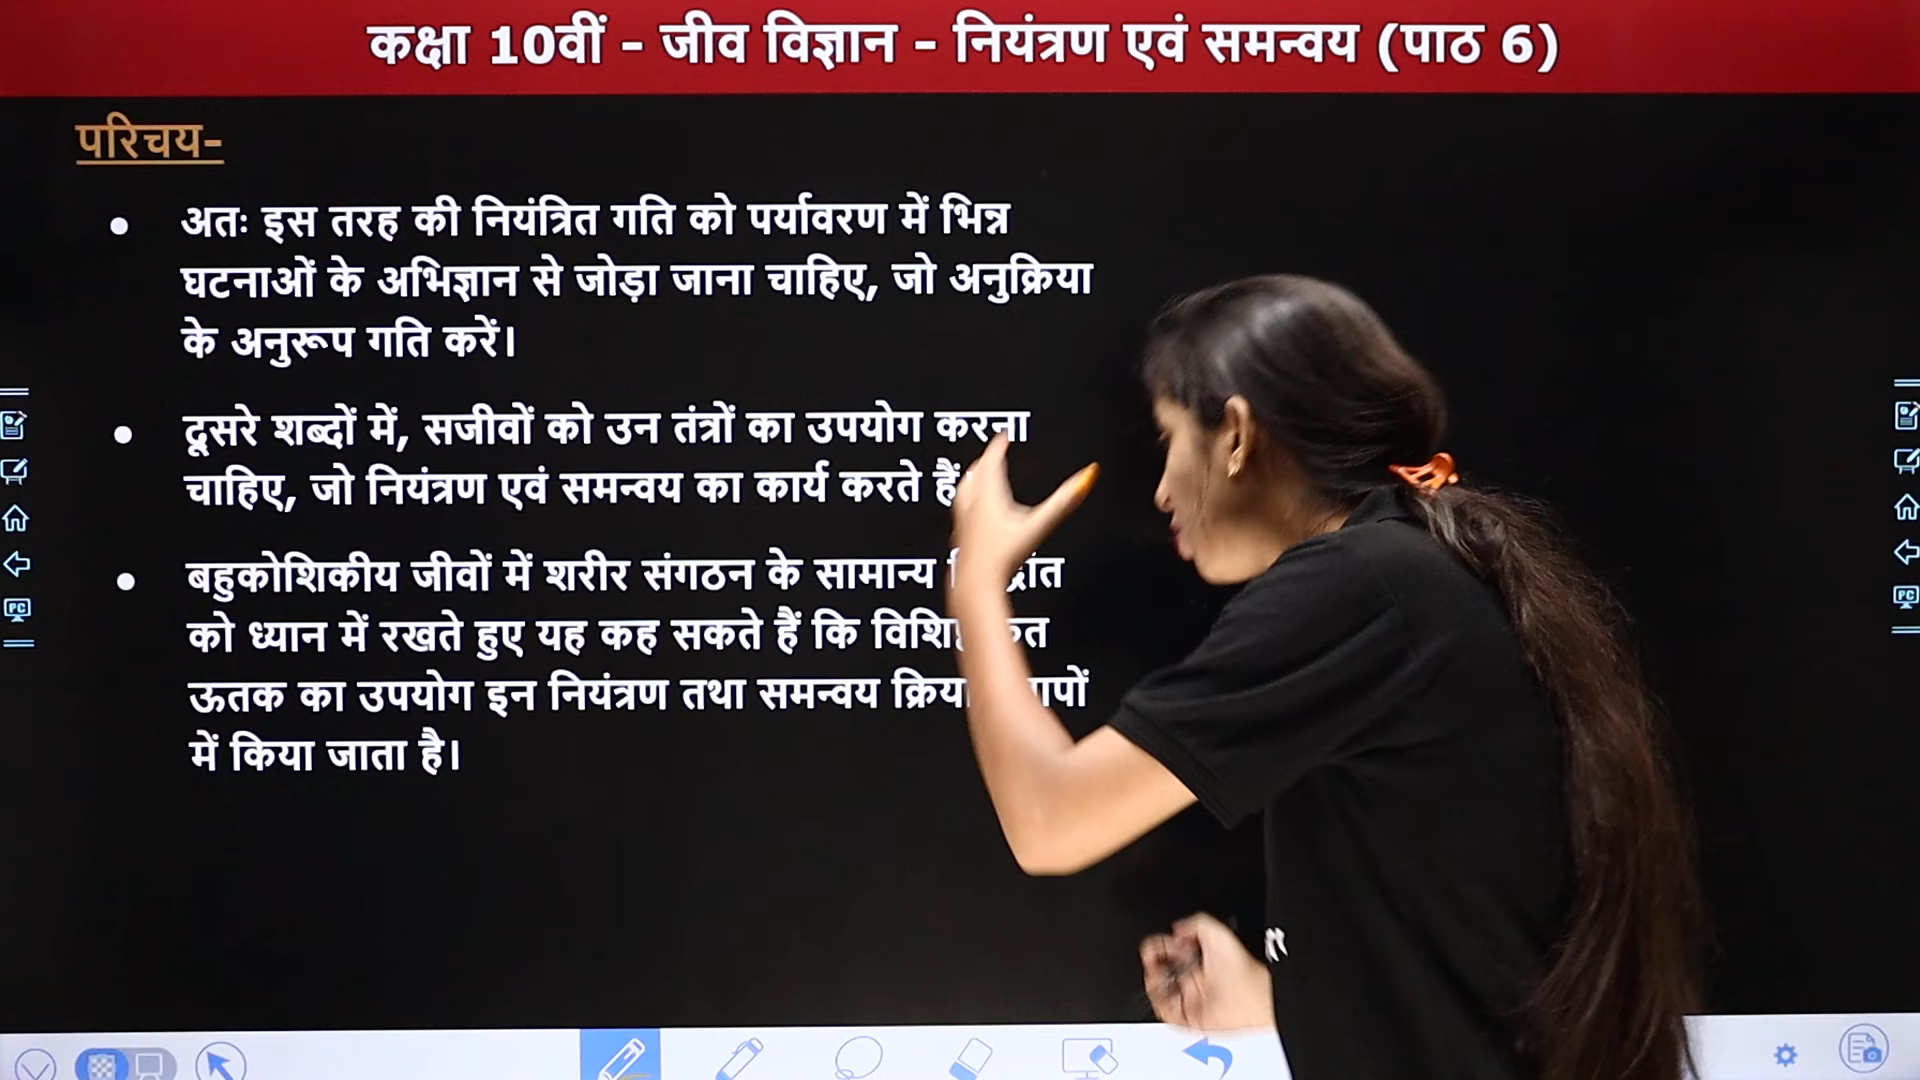 कक्षा 10वीं - जीव विज्ञान - नियंत्रण एवं समन्वय (पाठ 6)
परिचय-
• अतः इस तरह की नियंत्रित गति को पर्यावरण में भिन्न
घटनाओं के अभिज्ञान से जोड़ा जाना चाहिए, जो अनुक्रिया
के अनुरूप गति करें।
• दूसरे शब्दों में, सजीवों को उन तंत्रों का उपयोग करना
चाहिए, जो नियंत्रण एवं समन्वय का कार्य करते हैं
• बहुकोशिकीय जीवों में शरीर संगठन के सामान्य
को ध्यान में रखते हुए यह कह सकते हैं कि
ऊतक का उपयोग इन नियंत्रण तथा समन्वय
में किया जाता है।
PC
PC